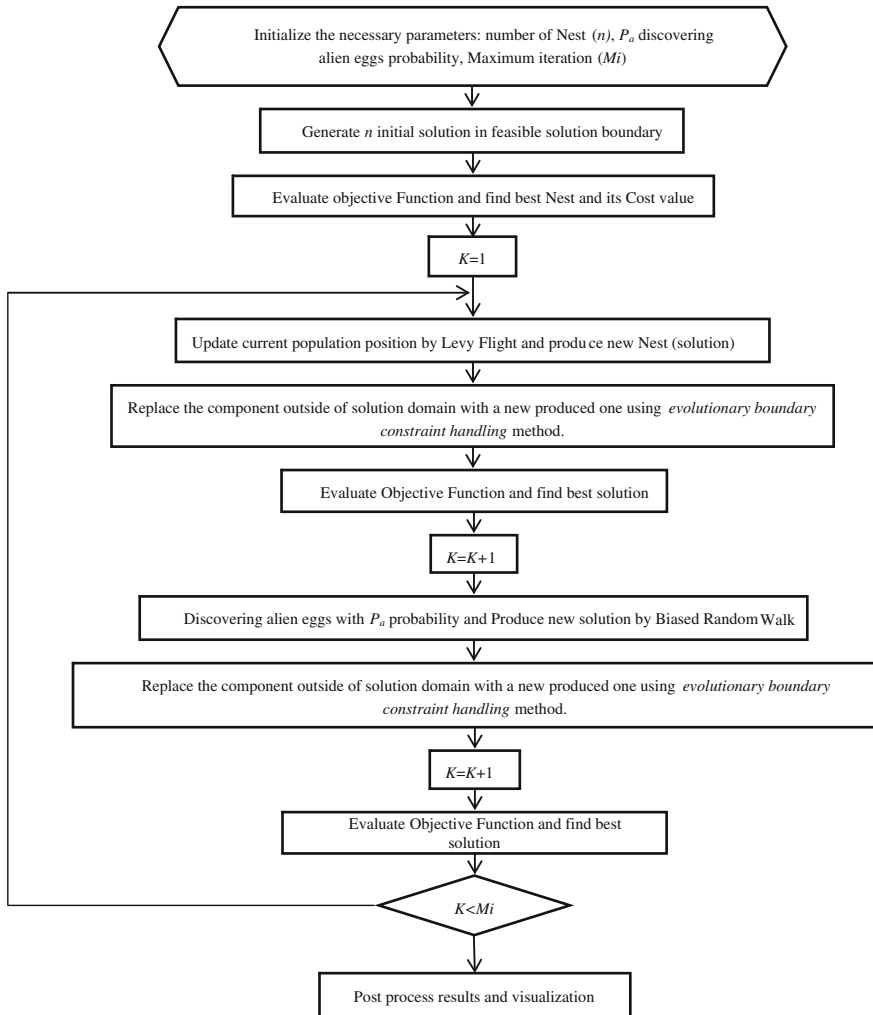 Initialize the necessary parameters: number of Nest (n), Pa discovering
alien eggs probability, Maximum iteration (Mi)
Generate n initial solution in feasible solution boundary
Evaluate objective Function and find best Nest and its Cost value
K=1
Update current population position by Levy Flight and produce new Nest (solution)
Replace the component outside of solution domain with a new produced one using evolutionary boundary
constraint handling method.
Evaluate Objective Function and find best solution
K=K+1
Discovering alien eggs with Pa probability and Produce new solution by Biased Random Walk
Replace the component outside of solution domain with a new produced one using evolutionary boundary
constraint handling method.
K=K+1
Evaluate Objective Function and find best
solution
K<Mi
Post process results and visualization